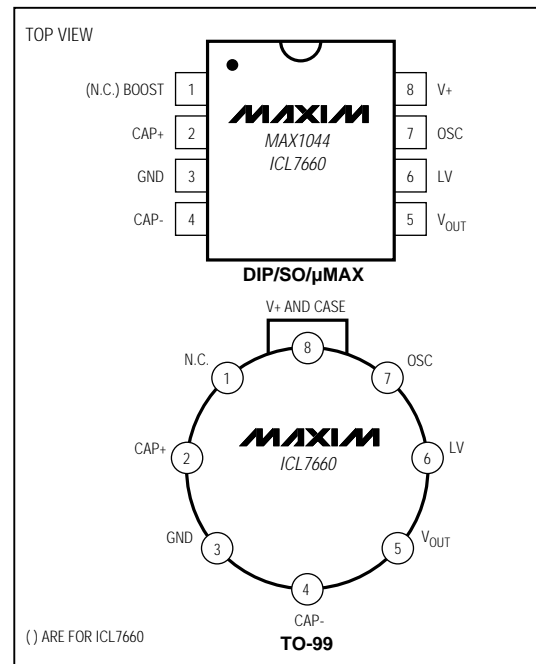 TOP VIEW
(N.C.) BOOST 1 8 V+
CAP+ 2 7 OSC
GND 3 6 LV
CAP- 4 5 VOUT
MAXIM
MAX1044
ICL7660
DIP/SO/µMAX
V+ AND CASE
8
N.C. 1 7 OSC
MAXIM
ICL7660
CAP+ 2 6 LV
GND 3 5 VOUT
4
CAP-
TO-99
( ) ARE FOR ICL7660